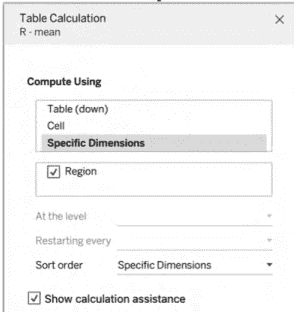 Table Calculation
R - mean
Compute Using
Table (down)
Cell
Specific Dimensions
Region
At the level
Restarting every
Sort order Specific Dimensions
Show calculation assistance